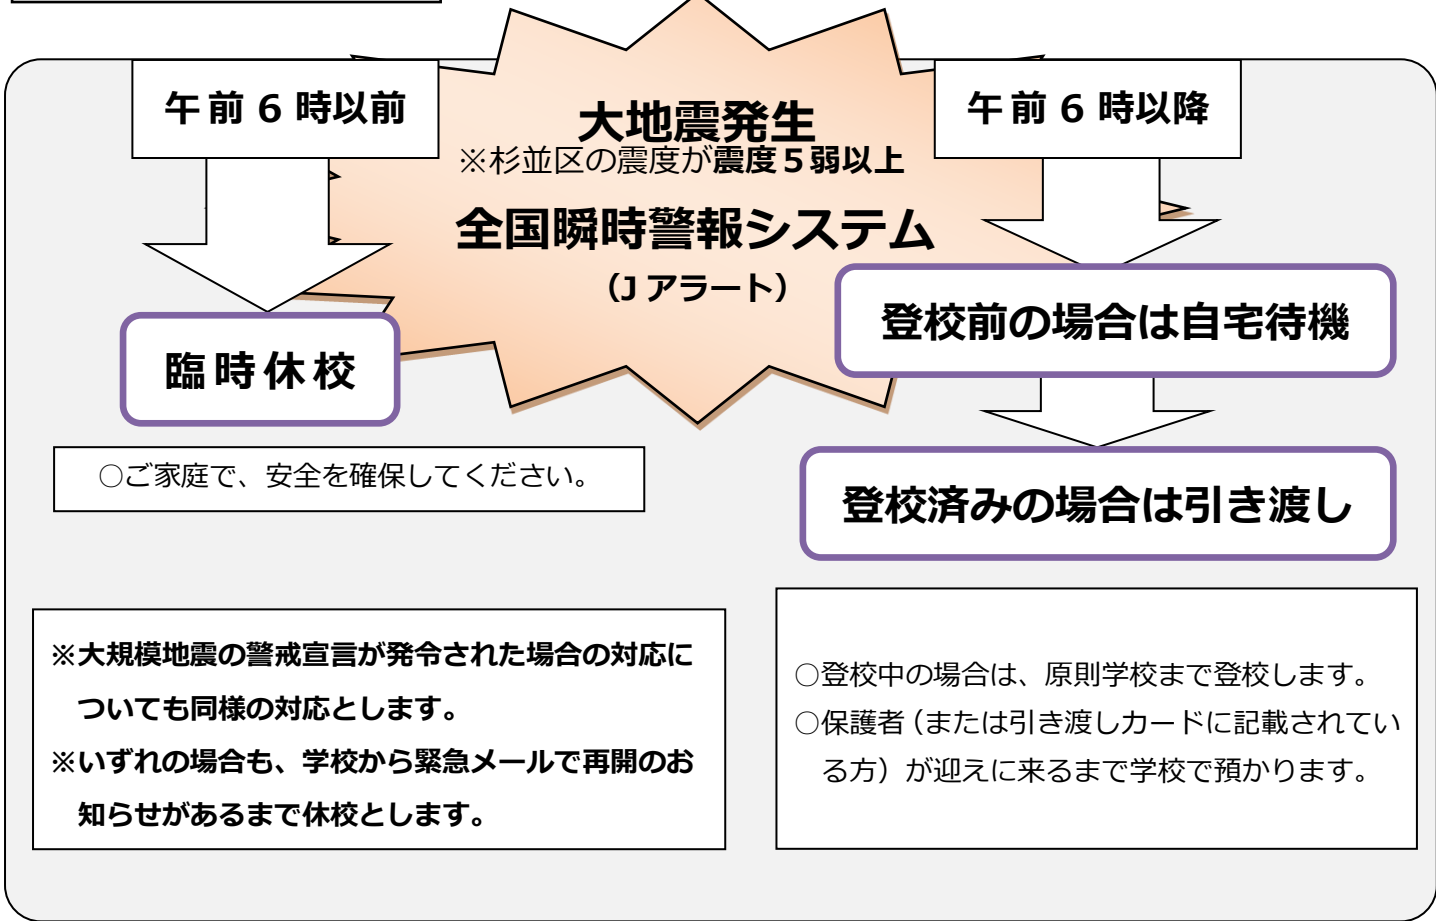 午前 6 時以前
大地震発生
※杉並区の震度が震度５弱以上
全国瞬時警報システム
（J アラート）
午前 6 時以降
臨時休校
○ご家庭で、安全を確保してください。
登校前の場合は自宅待機
登校済みの場合は引き渡し
※大規模地震の警戒宣言が発令された場合の対応に
ついても同様の対応とします。
※いずれの場合も、学校から緊急メールで再開のお
知らせがあるまで休校とします。
○登校中の場合は、原則学校まで登校します。
○保護者（または引き渡しカードに記載されてい
る方）が迎えに来るまで学校で預かります。